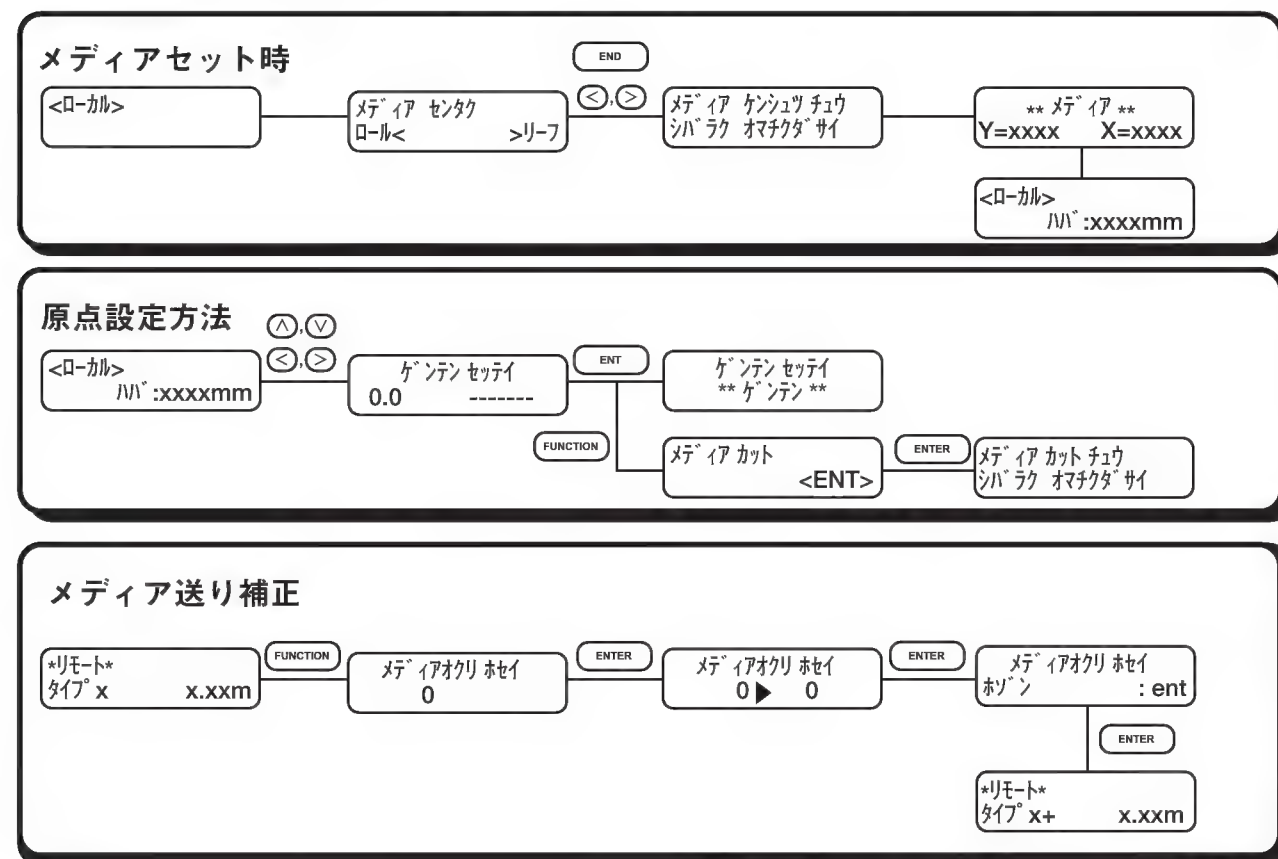 メディアセット時
END
<ローカル>
メディア センタク
ロール< >リーフ
<,>
メディア ケンシュツ チュウ
シバラク オマチクダサイ
** メディア **
Y=xxxx X=xxxx
<ローカル>
ハバ:xxxxmm
原点設定方法
∧,∨
<,>
<ローカル>
ハバ:xxxxmm
ゲンテン セッテイ
0.0 -------
ENT
ゲンテン セッテイ
** ゲンテン **
FUNCTION
メディア カット
<ENT>
ENTER
メディア カット チュウ
シバラク オマチクダサイ
メディア送り補正
*リモート*
タイプ x x.xxm
FUNCTION
メディアオクリ ホセイ
0
ENTER
メディアオクリ ホセイ
0▶ 0
ENTER
メディアオクリ ホセイ
ホゾン : ent
ENTER
*リモート*
タイプ x+ x.xxm